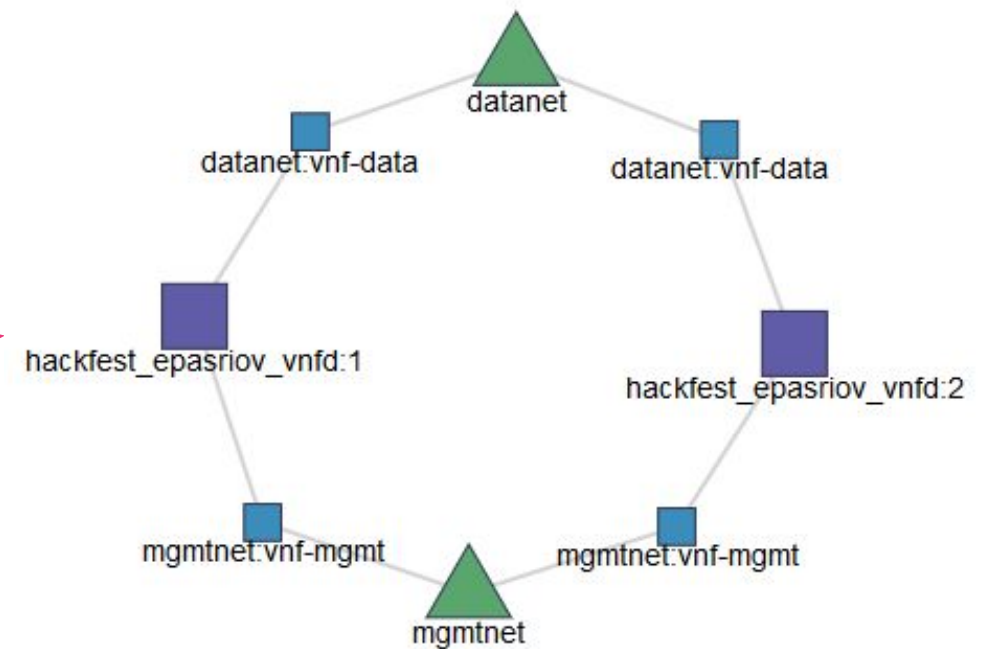 datanet
datanet:vnf-data
datanet:vnf-data
hackfest_epasriov_vnfd:1
hackfest_epasriov_vnfd:2
mgmtnet:vnf-mgmt
mgmtnet:vnf-mgmt
mgmtnet